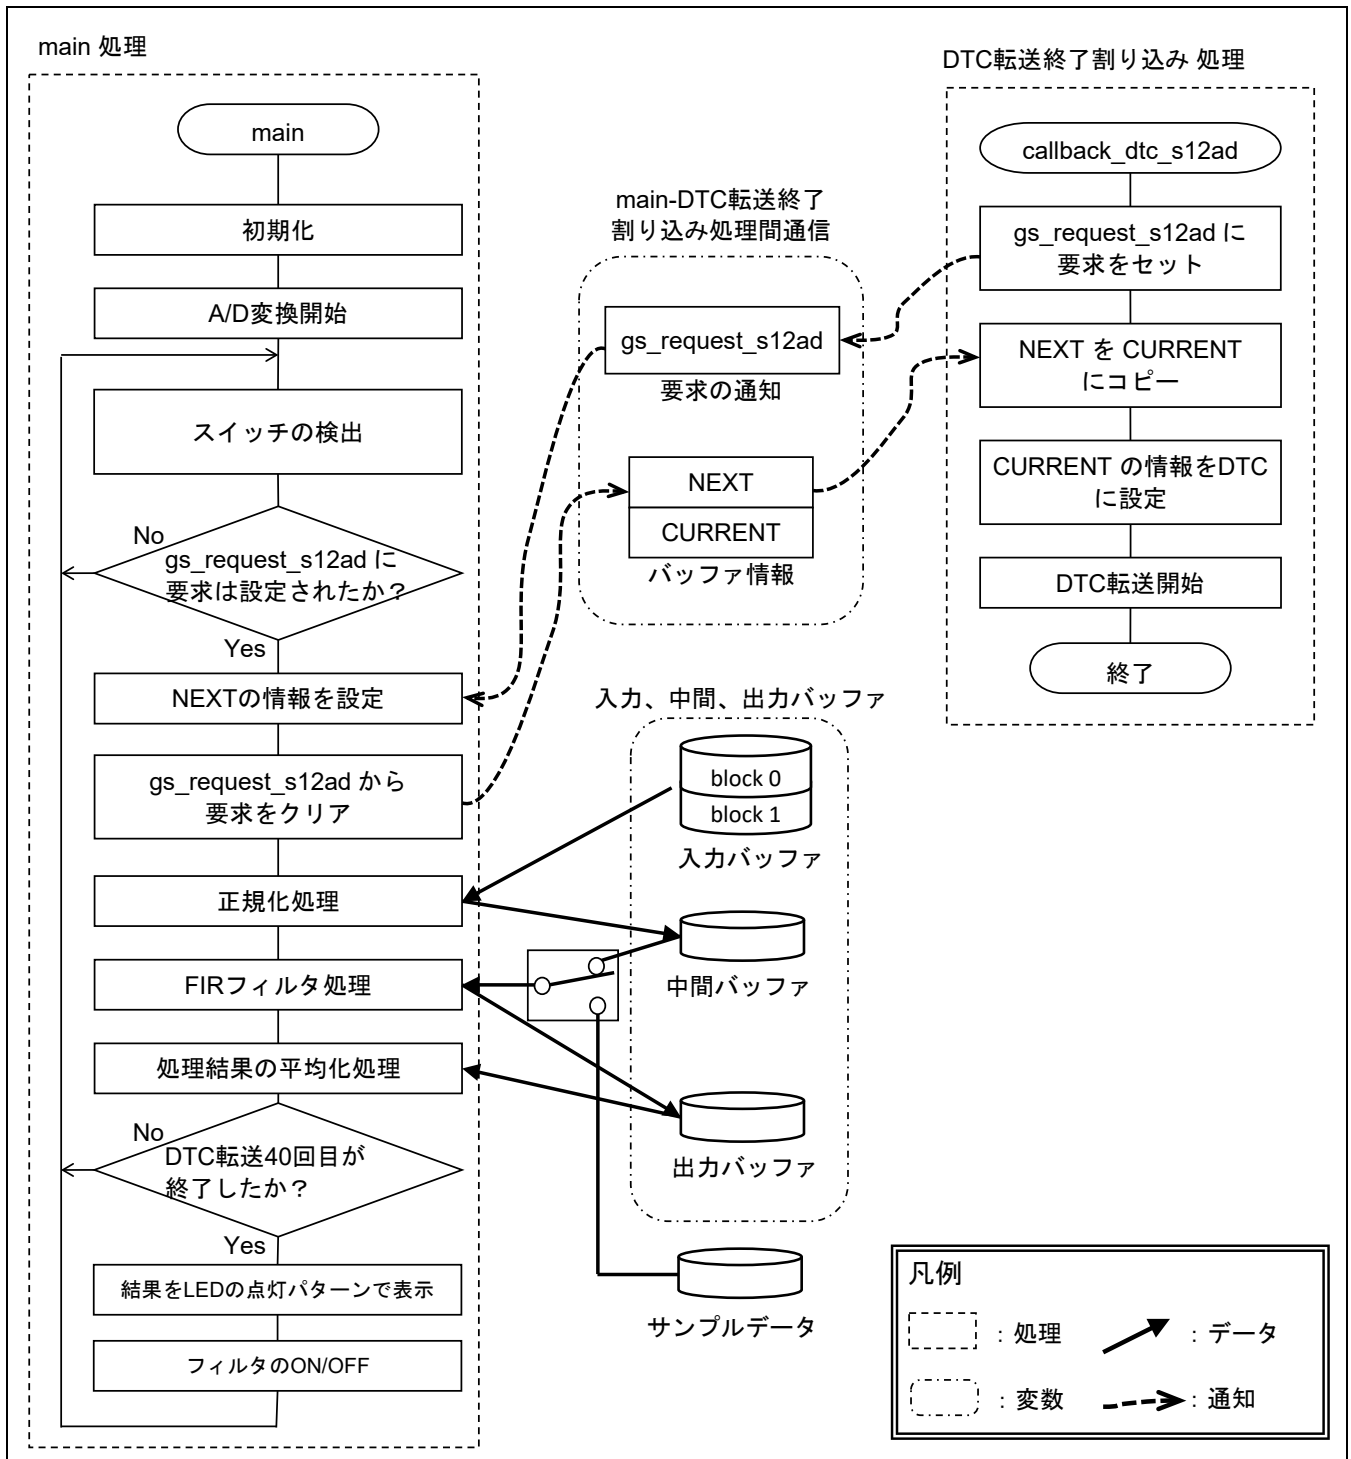 main 処理
main
初期化
A/D変換開始
スイッチの検出
No
gs_request_s12ad に
要求は設定されたか？
Yes
NEXTの情報を設定
gs_request_s12ad から
要求をクリア
正規化処理
FIRフィルタ処理
処理結果の平均化処理
No
DTC転送40回目が
終了したか？
Yes
結果をLEDの点灯パターンで表示
フィルタのON/OFF
main-DTC転送終了
割り込み処理間通信
gs_request_s12ad
要求の通知
NEXT
CURRENT
バッファ情報
入力、中間、出力バッファ
block 0
block 1
入力バッファ
中間バッファ
出力バッファ
サンプルデータ
DTC転送終了割り込み 処理
callback_dtc_s12ad
gs_request_s12ad に
要求をセット
NEXT を CURRENT
にコピー
CURRENT の情報をDTC
に設定
DTC転送開始
終了
凡例
：処理
：データ
：変数
：通知